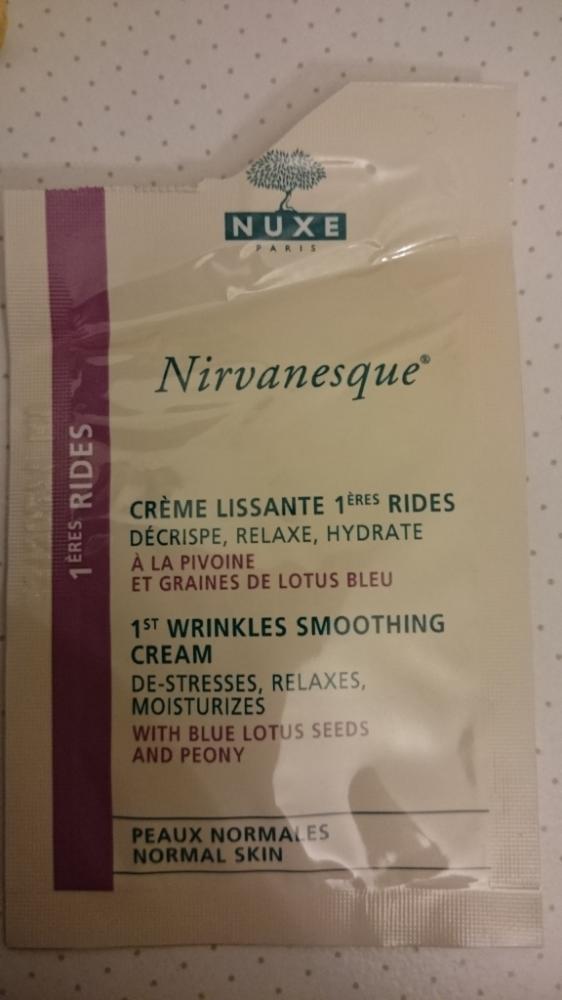 NUXE
PARIS
Nirvanesque®
1ÈRES RIDES
CRÈME LISSANTE 1ÈRES RIDES
DÉCRISPE, RELAXE, HYDRATE
À LA PIVOINE
ET GRAINES DE LOTUS BLEU
1ST WRINKLES SMOOTHING
CREAM
DE-STRESSES, RELAXES,
MOISTURIZES
WITH BLUE LOTUS SEEDS
AND PEONY
PEAUX NORMALES
NORMAL SKIN